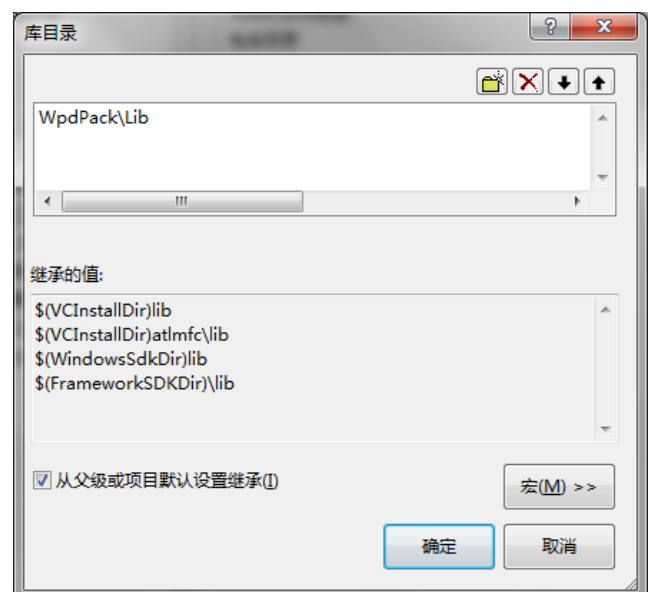 库目录
WpdPack\Lib
继承的值:
$(VCInstallDir)lib
$(VCInstallDir)atlmfc\lib
$(WindowsSdkDir)lib
$(FrameworkSDKDir)\lib
从父级或项目默认设置继承(I)
宏(M) >>
确定
取消